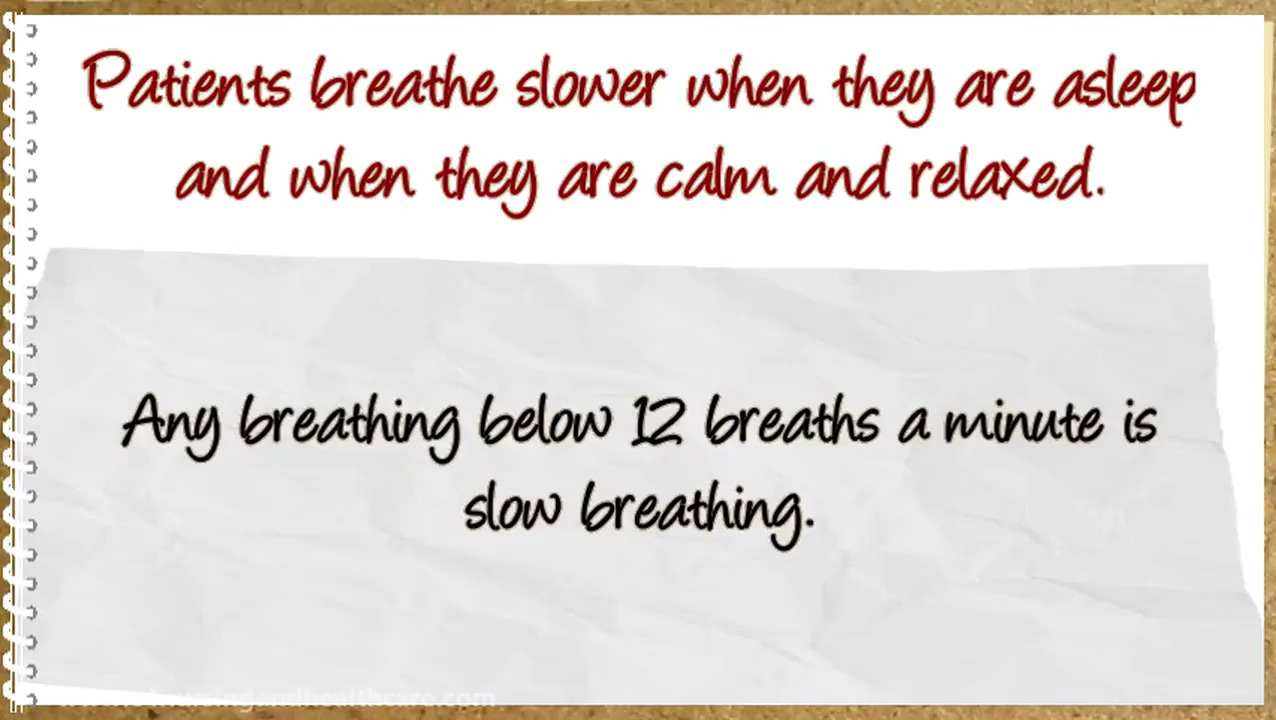 Patients breathe slower when they are asleep
and when they are calm and relaxed.
Any breathing below 12 breaths a minute is
slow breathing.